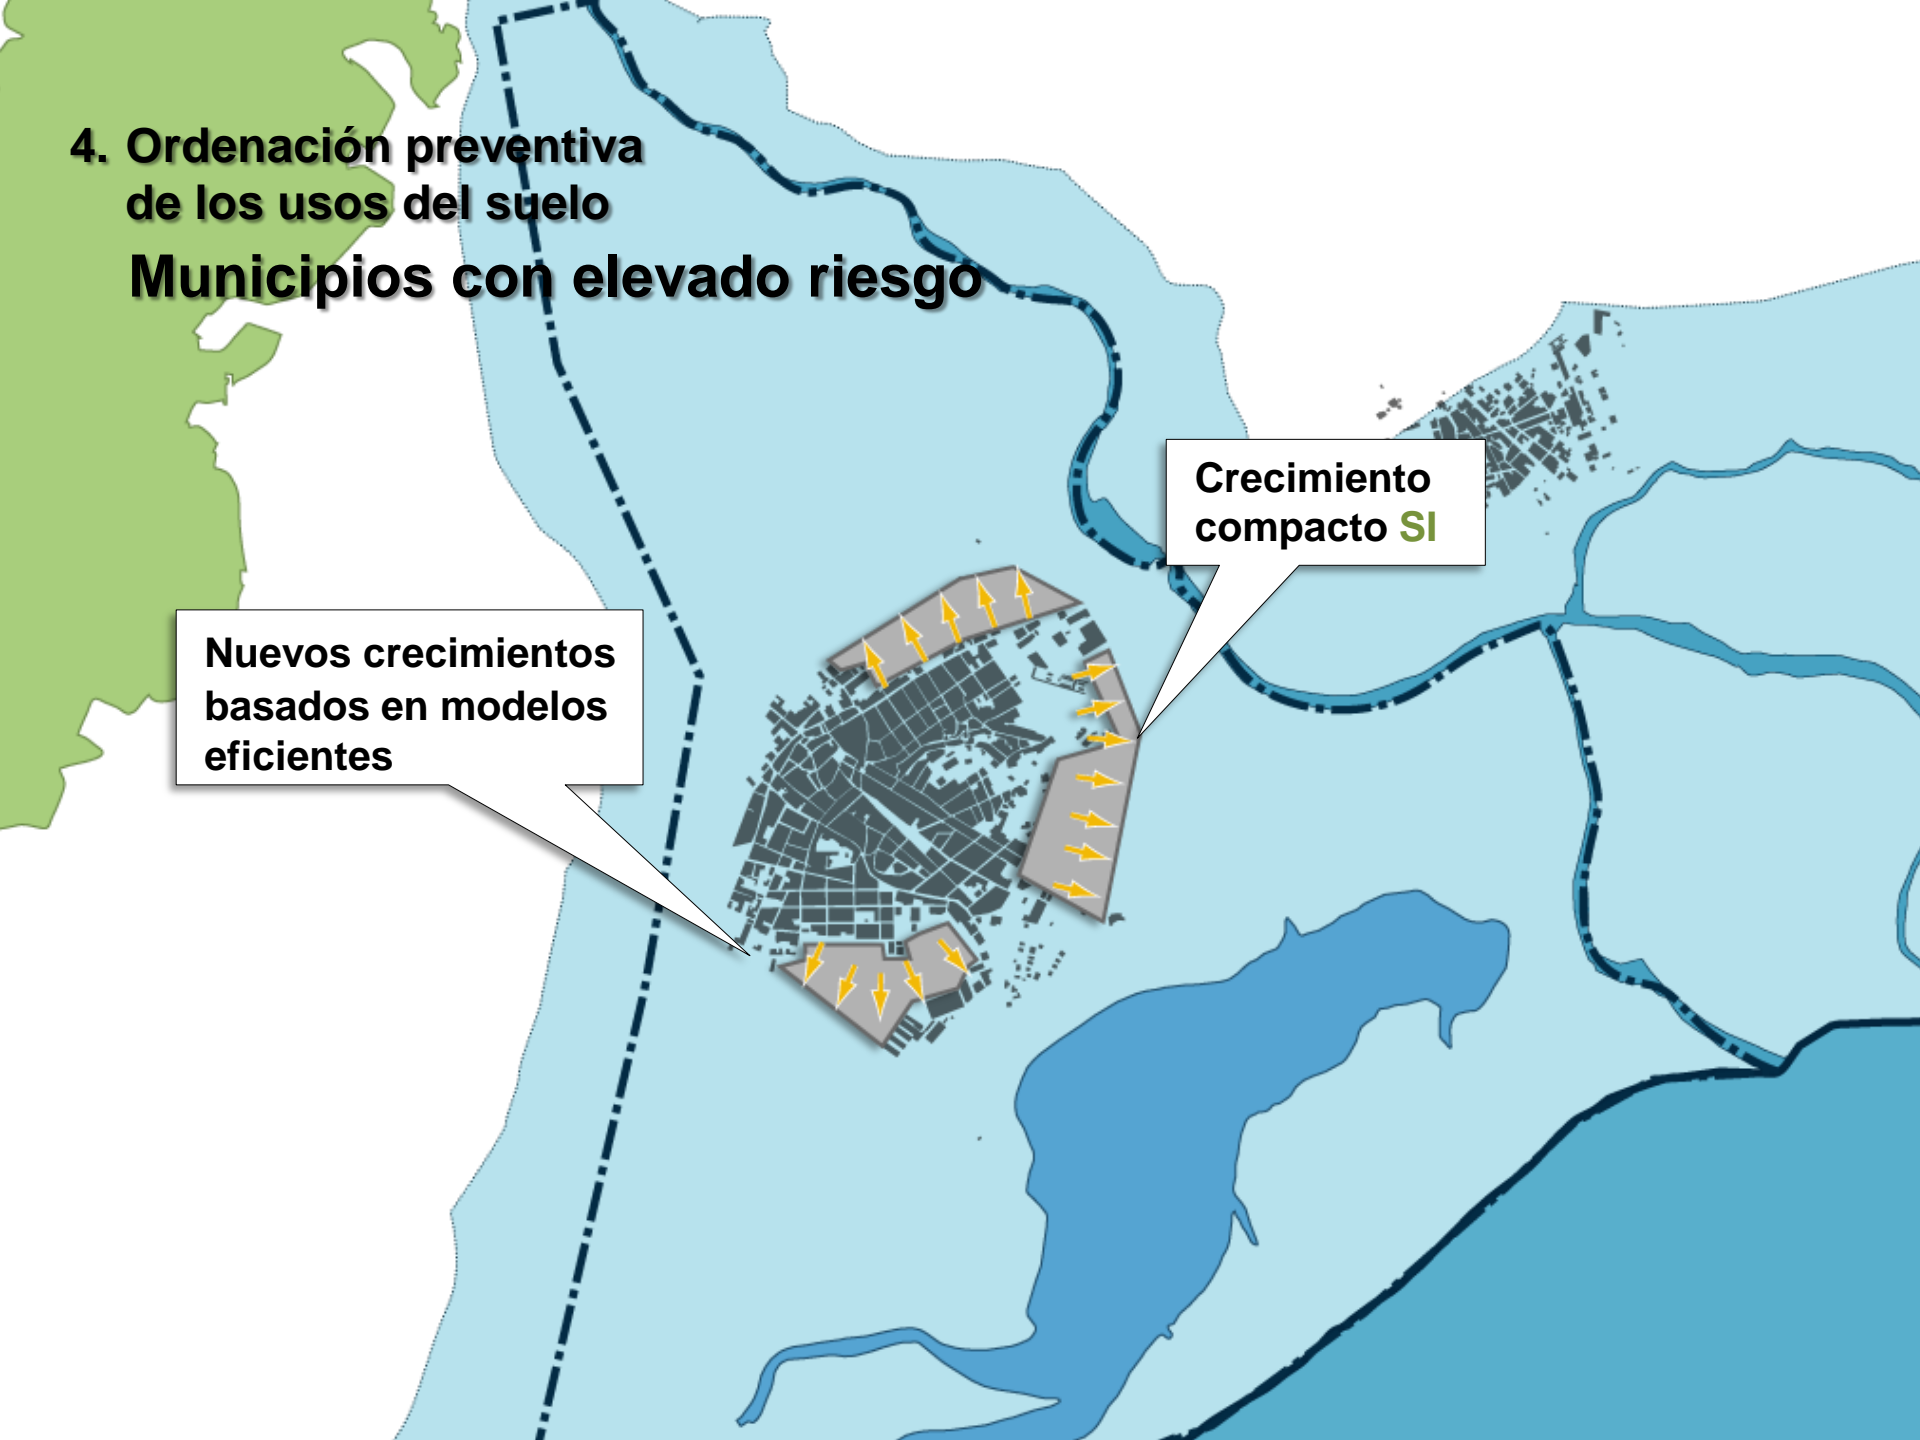 4. Ordenación preventiva
de los usos del suelo
Municipios con elevado riesgo
Crecimiento
compacto SI
Nuevos crecimientos
basados en modelos
eficientes